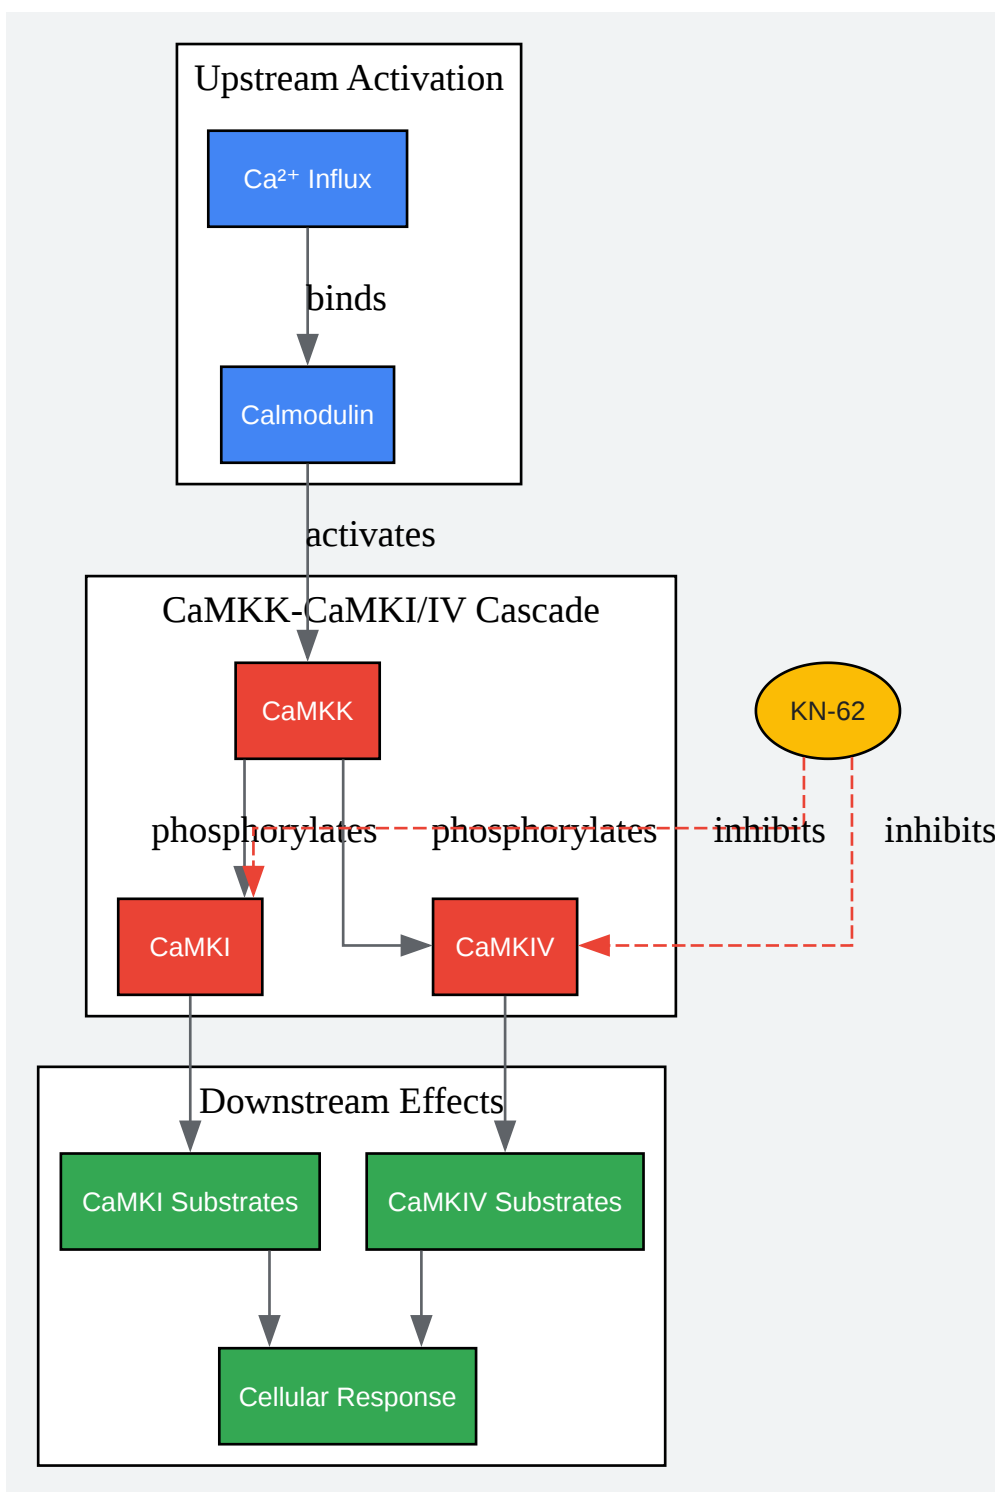 Upstream Activation
Ca²⁺ Influx
binds
Calmodulin
activates
CaMKK-CaMKI/IV Cascade
CaMKK
KN-62
phosphorylates
phosphorylates
inhibits
inhibits
CaMKI
CaMKIV
Downstream Effects
CaMKI Substrates
CaMKIV Substrates
Cellular Response